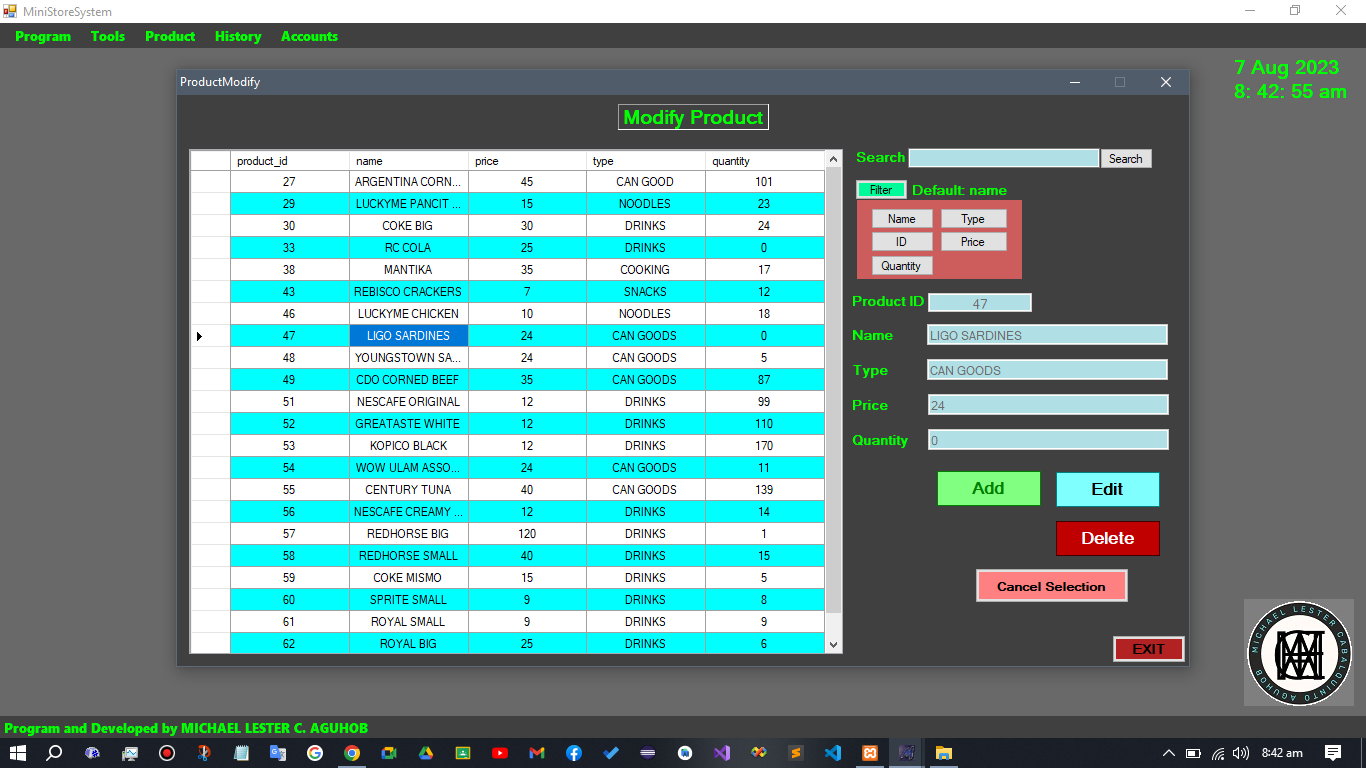 MiniStoreSystem
Program Tools Product History Accounts
7 Aug 2023
8: 42: 55 am
ProductModify
Modify Product
product_id name price type quantity
27 ARGENTINA CORN... 45 CAN GOOD 101
29 LUCKYME PANCIT ... 15 NOODLES 23
30 COKE BIG 30 DRINKS 24
33 RC COLA 25 DRINKS 0
38 MANTIKA 35 COOKING 17
43 REBISCO CRACKERS 7 SNACKS 12
46 LUCKYME CHICKEN 10 NOODLES 18
47 LIGO SARDINES 24 CAN GOODS 0
48 YOUNGSTOWN SA... 24 CAN GOODS 5
49 CDO CORNED BEEF 35 CAN GOODS 87
51 NESCAFE ORIGINAL 12 DRINKS 99
52 GREATASTE WHITE 12 DRINKS 110
53 KOPICO BLACK 12 DRINKS 170
54 WOW ULAM ASSO... 24 CAN GOODS 11
55 CENTURY TUNA 40 CAN GOODS 139
56 NESCAFE CREAMY ... 12 DRINKS 14
57 REDHORSE BIG 120 DRINKS 1
58 REDHORSE SMALL 40 DRINKS 15
59 COKE MISMO 15 DRINKS 5
60 SPRITE SMALL 9 DRINKS 8
61 ROYAL SMALL 9 DRINKS 9
62 ROYAL BIG 25 DRINKS 6
Search Search
Filter Default: name
Name Type
ID Price
Quantity
Product ID 47
Name LIGO SARDINES
Type CAN GOODS
Price 24
Quantity 0
Add Edit
Delete
Cancel Selection
EXIT
MICHAEL LESTER CABALQUINTO AGUHOB
Program and Developed by MICHAEL LESTER C. AGUHOB
8:42 am